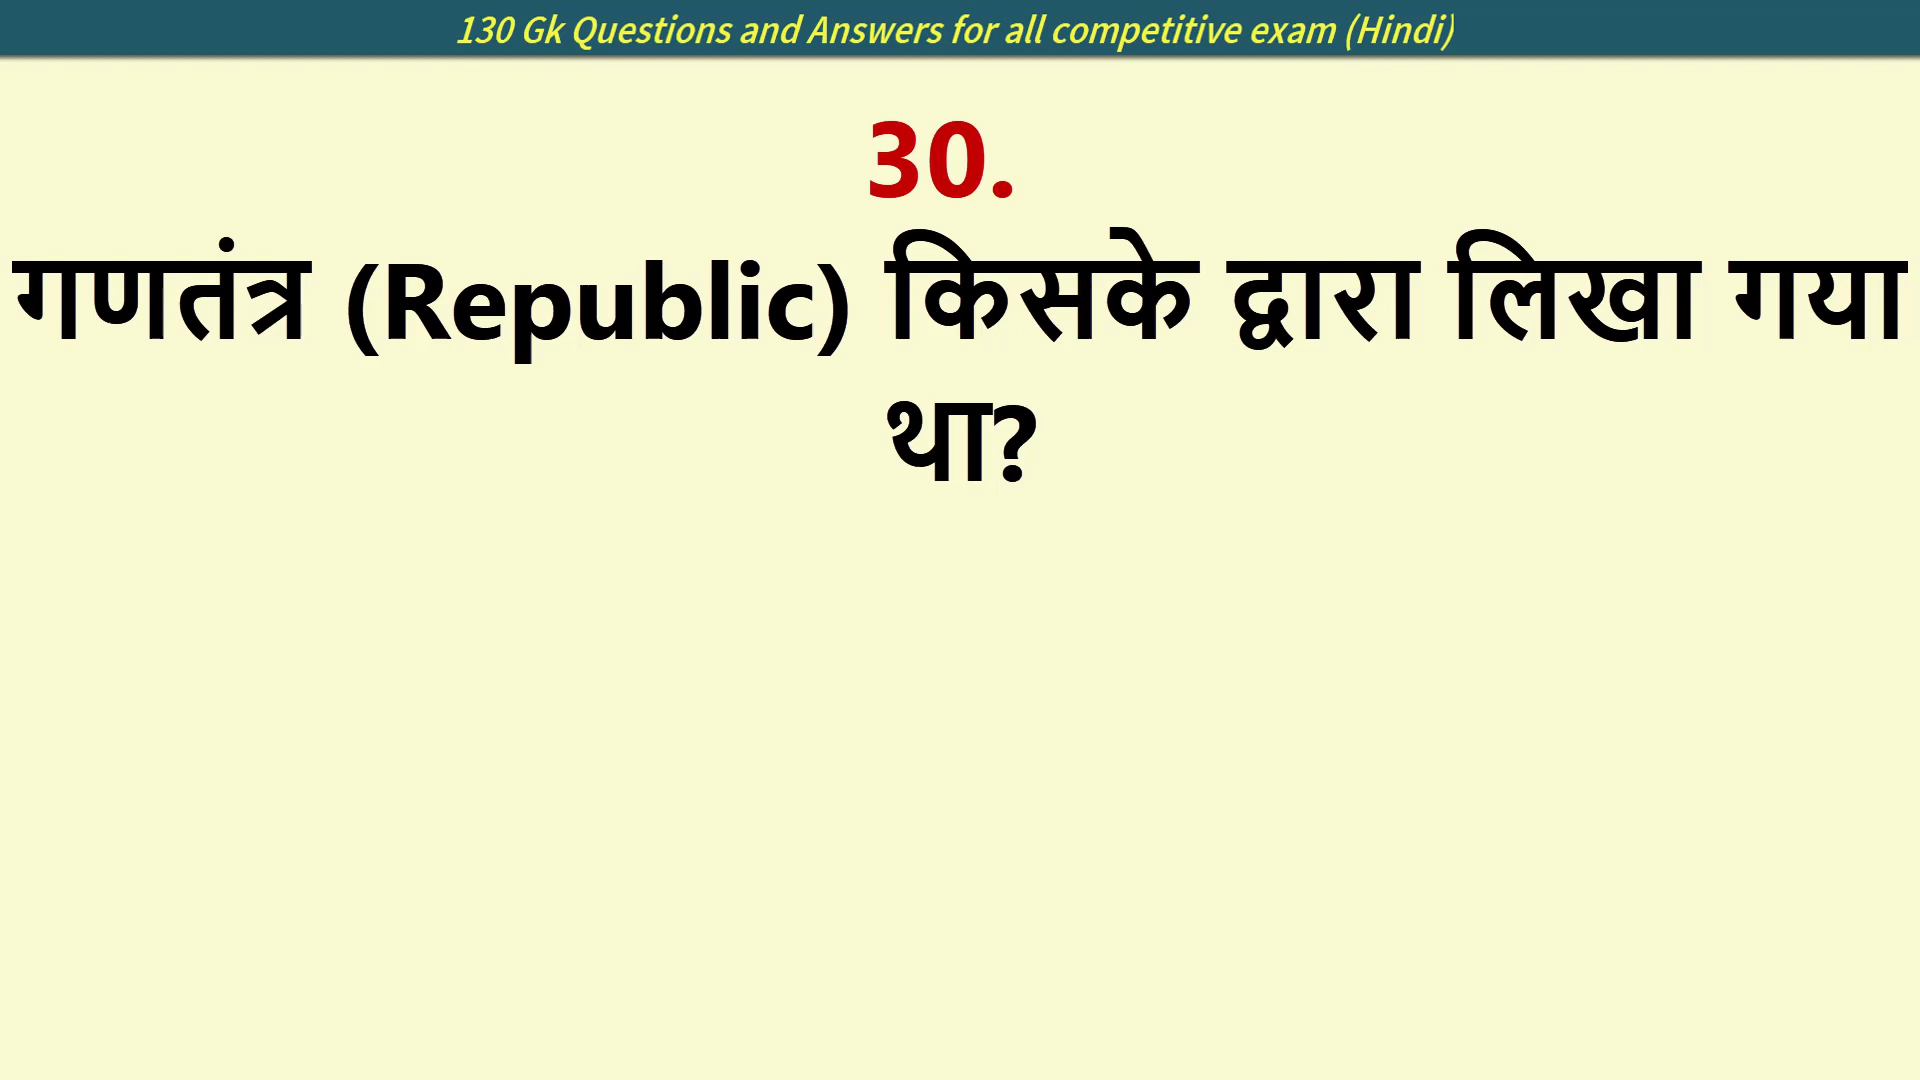 130 Gk Questions and Answers for all competitive exam (Hindi)
30.
गणतंत्र (Republic) किसके द्वारा लिखा गया
था?